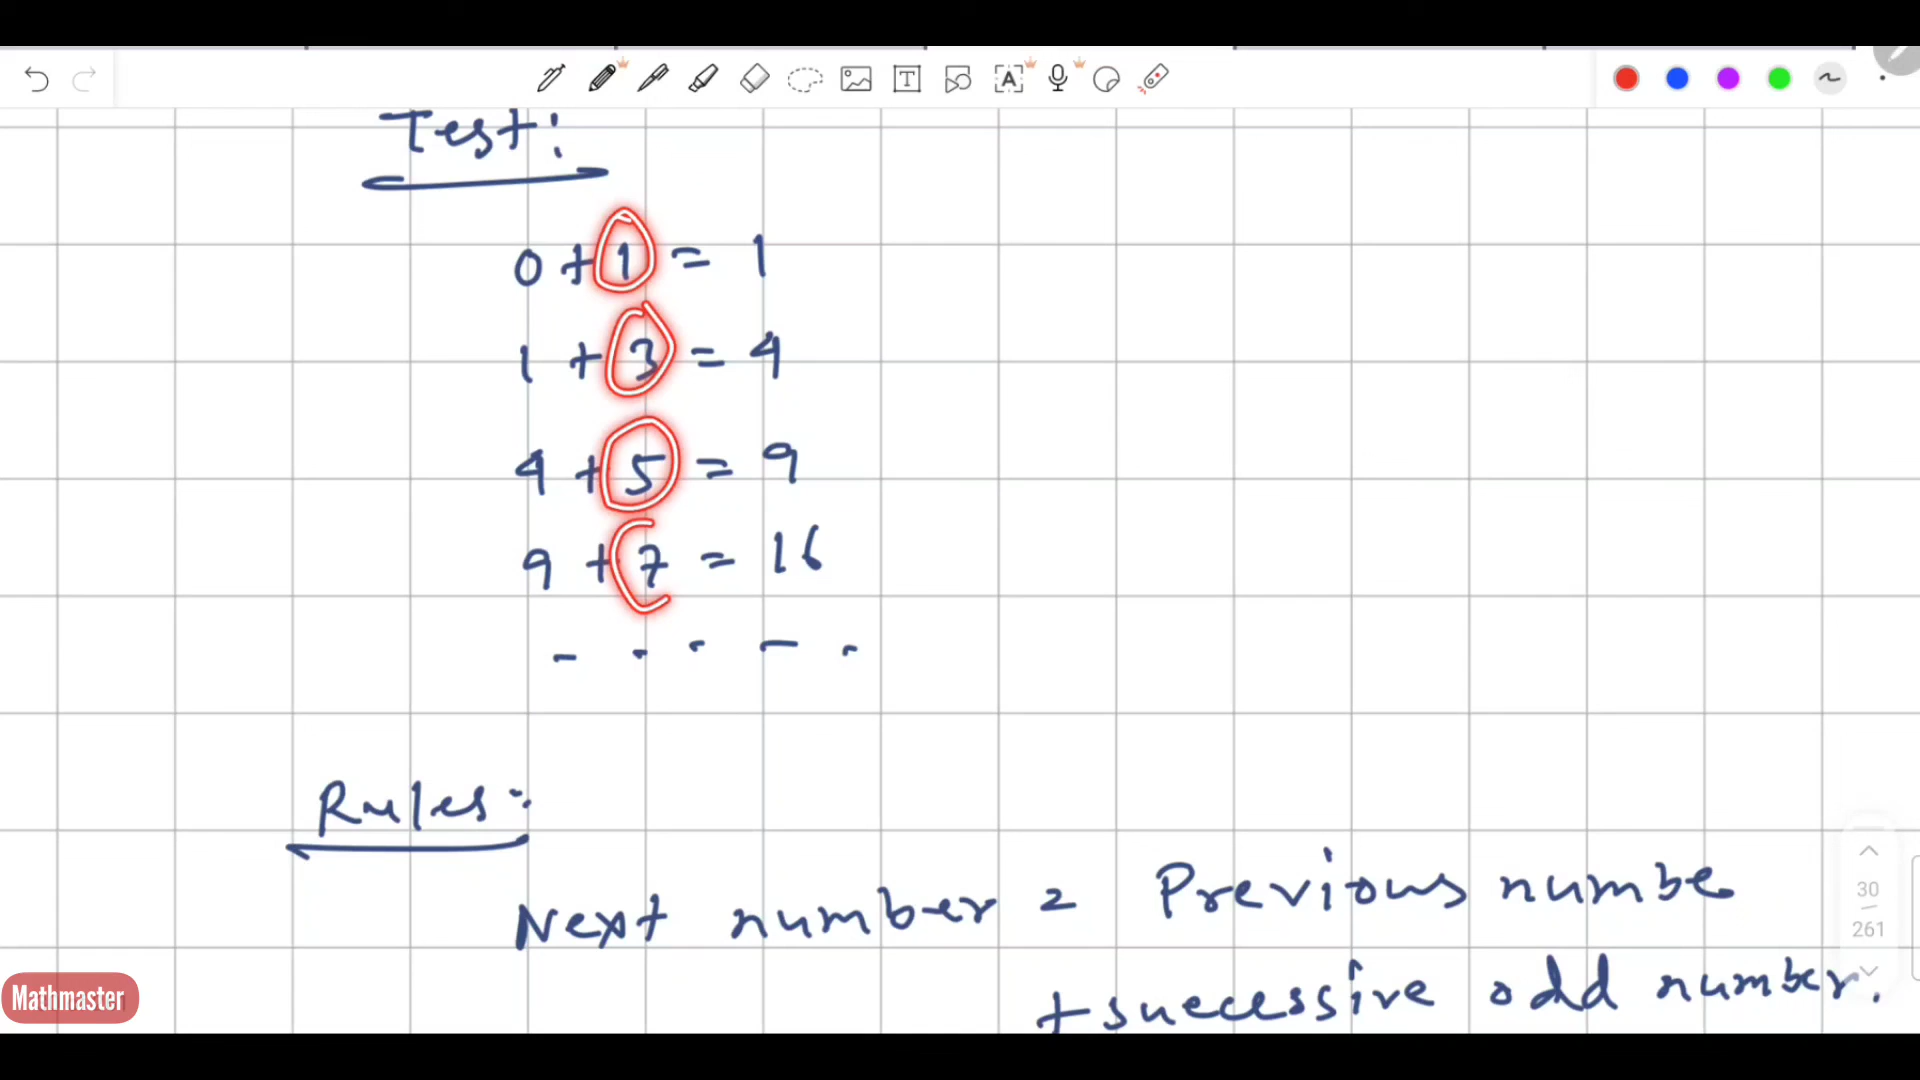 Test:
0 + 1 = 1
1 + 3 = 4
4 + 5 = 9
9 + 7 = 16
- . . - .
Rules:
Next number = Previous numbe
+ successive odd number.
30
261
Mathmaster